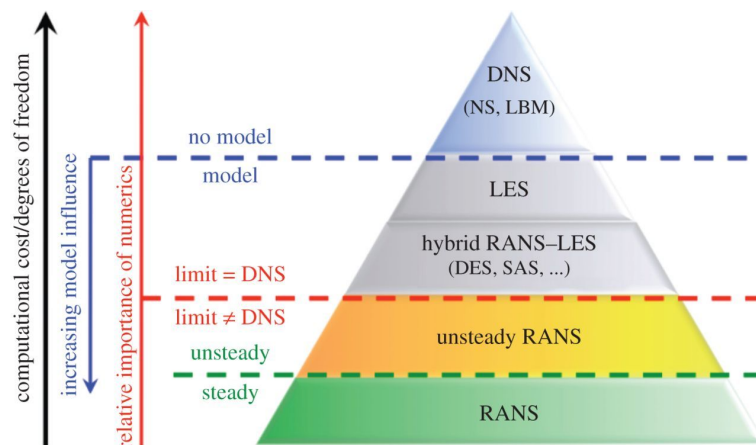 computational cost/degrees of freedom
increasing model influence
relative importance of numerics
no model
model
limit = DNS
limit ≠ DNS
unsteady
steady
DNS
(NS, LBM)
LES
hybrid RANS–LES
(DES, SAS, ...)
unsteady RANS
RANS